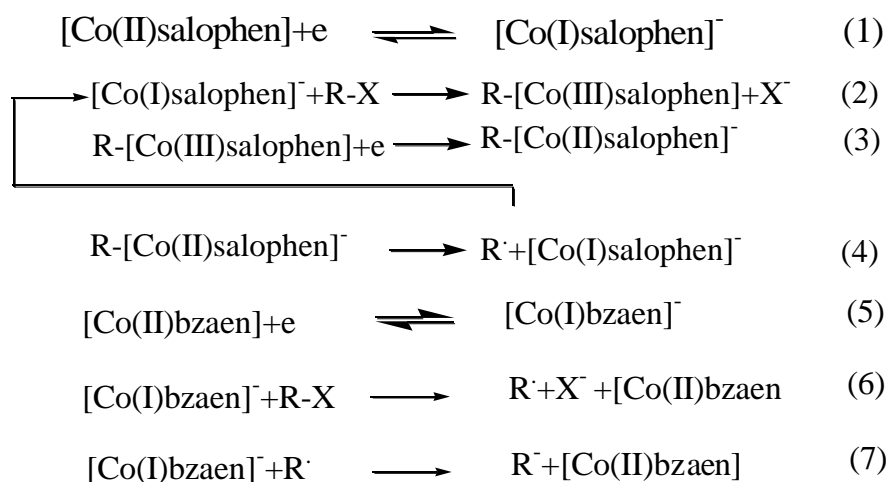 [Co(II)salophen]+e ⇌ [Co(I)salophen]⁻ (1)
[Co(I)salophen]⁻+R-X ⟶ R-[Co(III)salophen]+X⁻ (2)
R-[Co(III)salophen]+e ⟶ R-[Co(II)salophen]⁻ (3)
R-[Co(II)salophen]⁻ ⟶ R·+[Co(I)salophen]⁻ (4)
[Co(II)bzaen]+e ⇌ [Co(I)bzaen]⁻ (5)
[Co(I)bzaen]⁻+R-X ⟶ R·+X⁻ +[Co(II)bzaen (6)
[Co(I)bzaen]⁻+R· ⟶ R⁻+[Co(II)bzaen] (7)